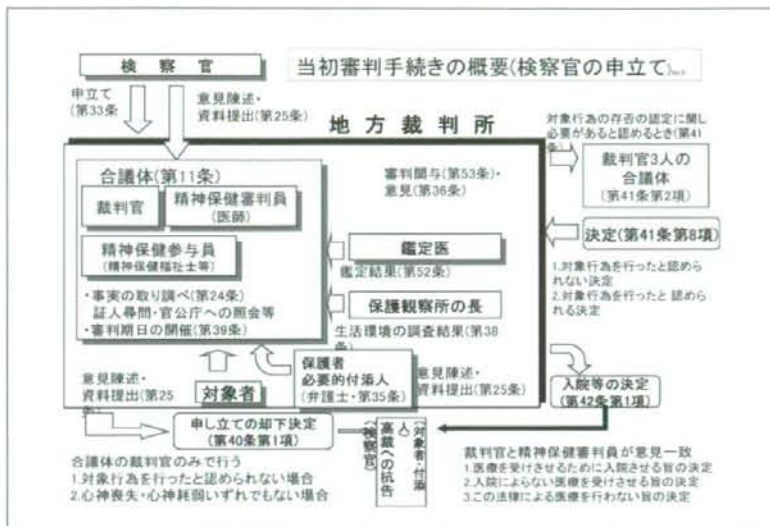 当初審判手続きの概要(検察官の申立て)
検 察 官
申立て
(第33条
意見陳述・
資料提出(第25条)
地 方 裁 判 所
対象行為の存否の認定に関し
必要があると認めるとき(第41
条)
裁判官3人の
合議体
(第41条第2項)
合議体(第11条)
裁判官
精神保健審判員
(医師)
審判関与(第53条)・
意見(第36条)
精神保健参与員
(精神保健福祉士等)
鑑定医
鑑定結果(第52条)
決定(第41条第8項)
1.対象行為を行ったと認めら
れない決定
2.対象行為を行ったと 認めら
れる決定
・事実の取り調べ(第24条)
証人尋問・官公庁への照会等
・審判期日の開催(第39条)
保護観察所の長
生活環境の調査結果(第38
条)
意見陳述・
資料提出(第25
条)
対象者
保護者
必要的付添人
(弁護士・第35条)
意見陳述・
資料提出(第25条)
入院等の決定
(第42条第1項)
申し立ての却下決定
(第40条第1項)
(対象者・付添
人)
高裁への抗告
(検察官)
合議体の裁判官のみで行う
1.対象行為を行ったと認められない場合
2.心神喪失・心神耗弱いずれでもない場合
裁判官と精神保健審判員が意見一致
1.医療を受けさせるために入院させる旨の決定
2.入院によらない医療を受けさせる旨の決定
3.この法律による医療を行わない旨の決定